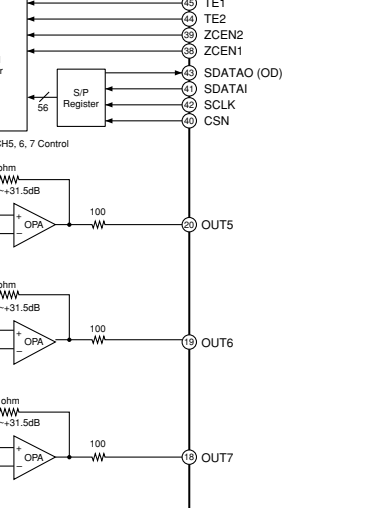 45 TE1
44 TE2
39 ZCEN2
38 ZCEN1
43 SDATAO (OD)
S/P
Register
41 SDATAI
56
42 SCLK
40 CSN
CH5, 6, 7 Control
~+31.5dB
100
+
OPA
−
20 OUT5
~+31.5dB
100
+
OPA
−
19 OUT6
ohm
~+31.5dB
100
+
OPA
−
18 OUT7